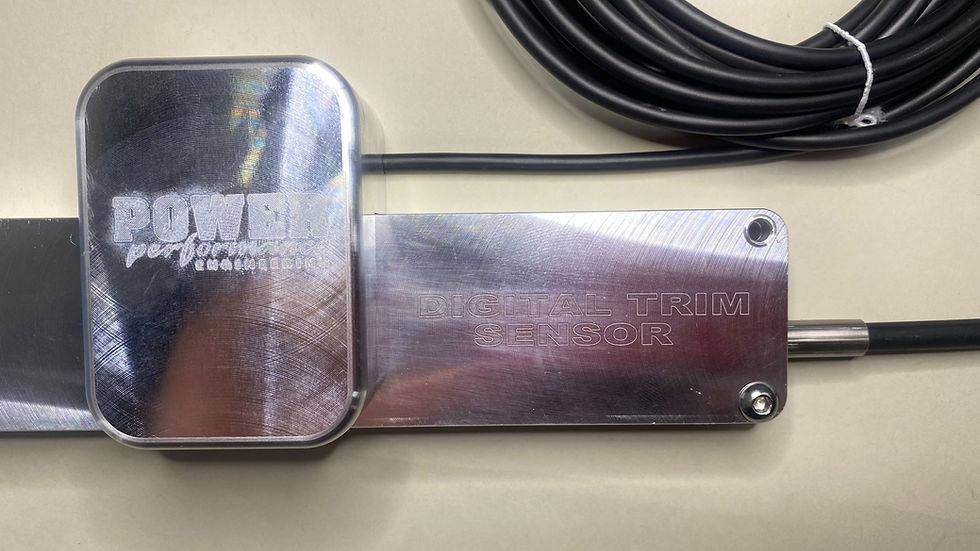 POWER
performance
ENGINEERING
DIGITAL TRIM
SENSOR